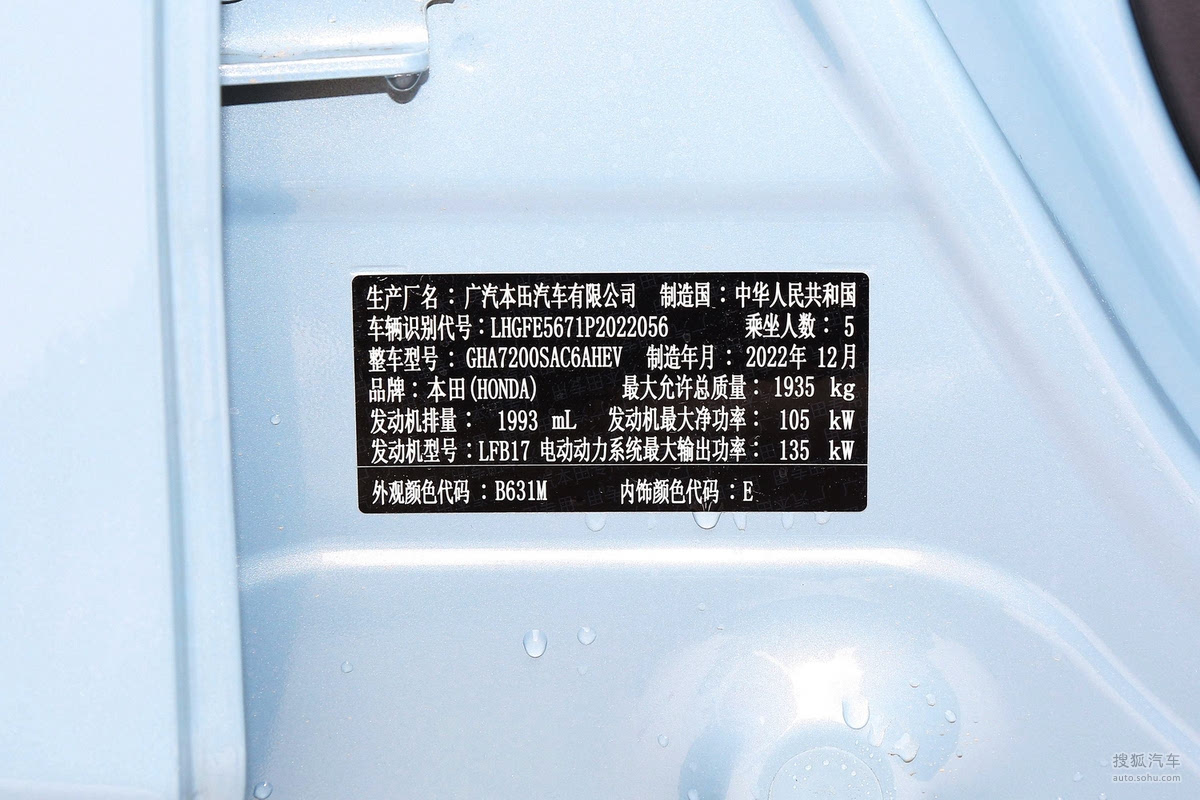 生产厂名：广汽本田汽车有限公司 制造国：中华人民共和国
车辆识别代号：LHGFE5671P2022056 乘坐人数：5
整车型号：GHA7200SAC6AHEV 制造年月：2022年 12月
品牌：本田(HONDA) 最大允许总质量：1935 kg
发动机排量：1993 mL 发动机最大净功率：105 kW
发动机型号：LFB17 电动动力系统最大输出功率：135 kW
外观颜色代码：B631M 内饰颜色代码：E
搜狐汽车
auto.sohu.com